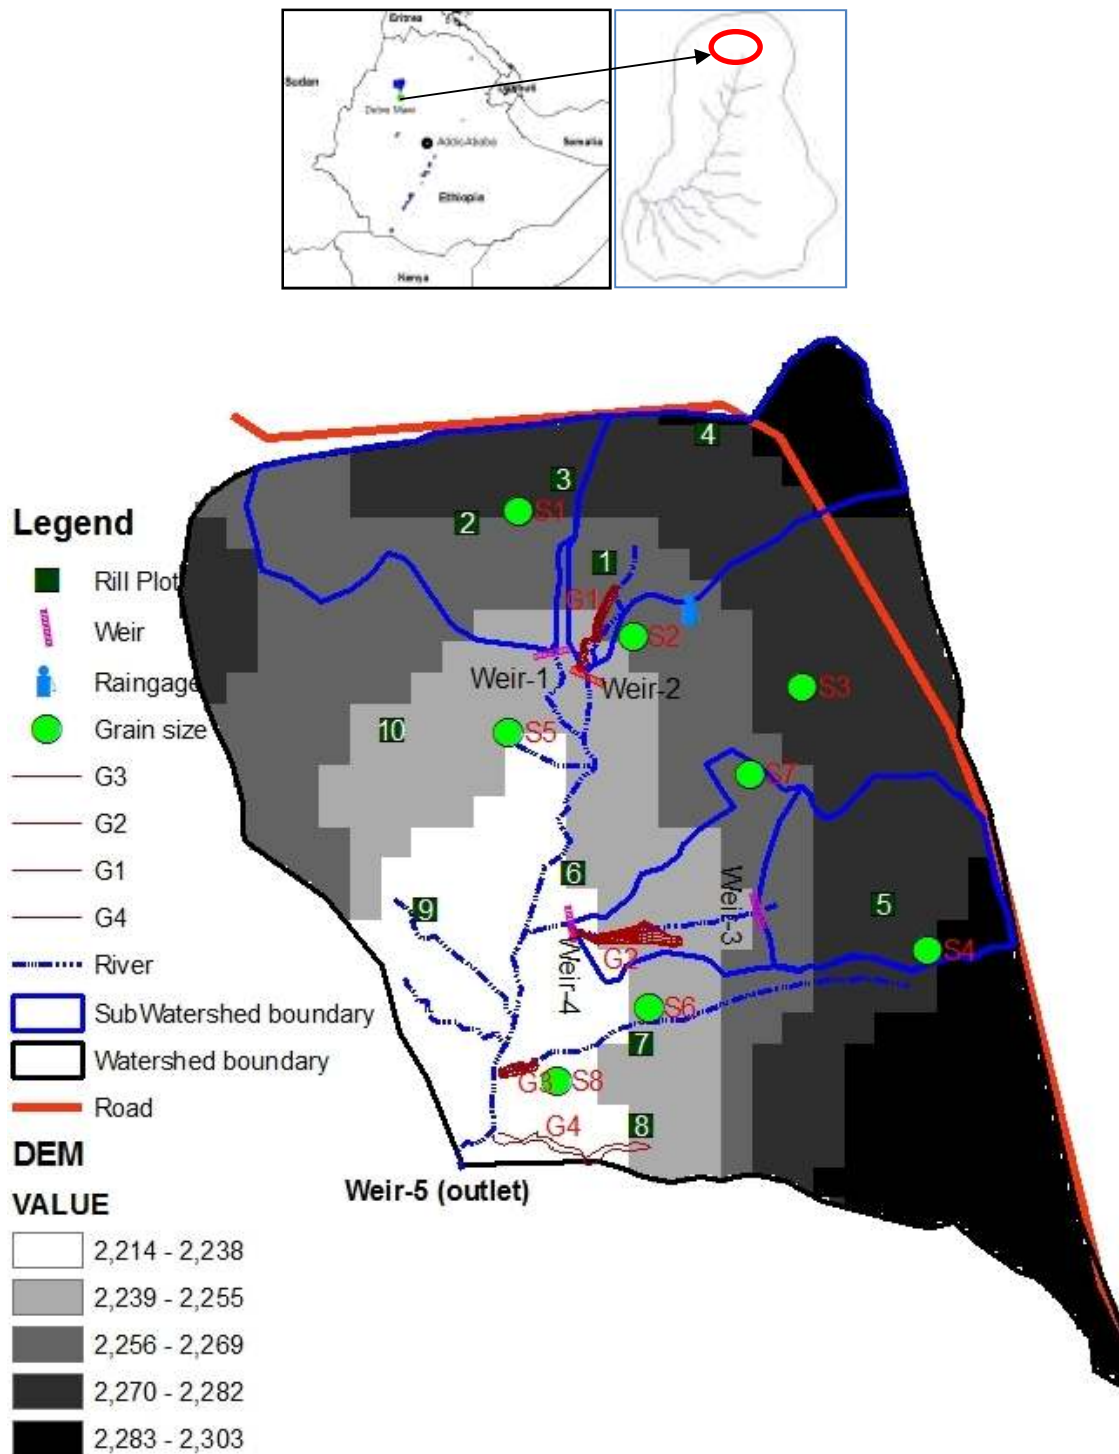 Eritrea
Sudan
Djibouti
Debre Mawi
Addis Ababa
Somalia
Ethiopia
Kenya
4
3
S1
2
1
G1
S2
Weir-1
Weir-2
S3
10
S5
S7
6
Weir-3
5
9
G2
S4
Weir-4
S6
7
G3
S8
G4
8
Weir-5 (outlet)
Legend
Rill Plot
Weir
Raingage
Grain size
G3
G2
G1
G4
River
SubWatershed boundary
Watershed boundary
Road
DEM
VALUE
2,214 - 2,238
2,239 - 2,255
2,256 - 2,269
2,270 - 2,282
2,283 - 2,303